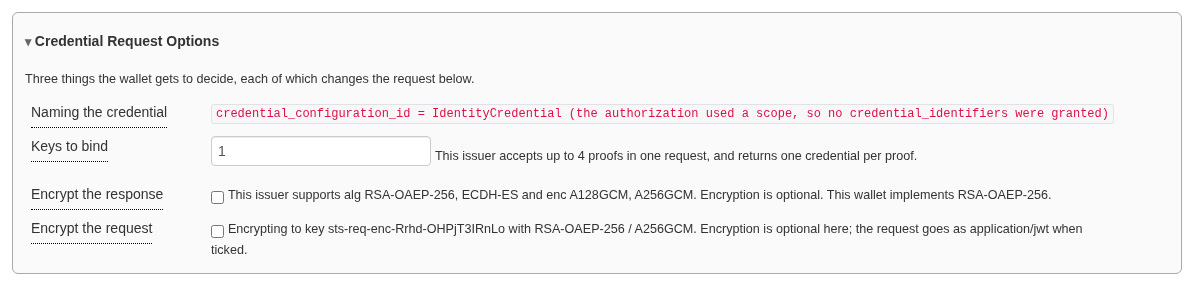 ▾ Credential Request Options
Three things the wallet gets to decide, each of which changes the request below.
Naming the credential credential_configuration_id = IdentityCredential (the authorization used a scope, so no credential_identifiers were granted)
Keys to bind 1 This issuer accepts up to 4 proofs in one request, and returns one credential per proof.
Encrypt the response This issuer supports alg RSA-OAEP-256, ECDH-ES and enc A128GCM, A256GCM. Encryption is optional. This wallet implements RSA-OAEP-256.
Encrypt the request Encrypting to key sts-req-enc-Rrhd-OHPjT3IRnLo with RSA-OAEP-256 / A256GCM. Encryption is optional here; the request goes as application/jwt when
ticked.